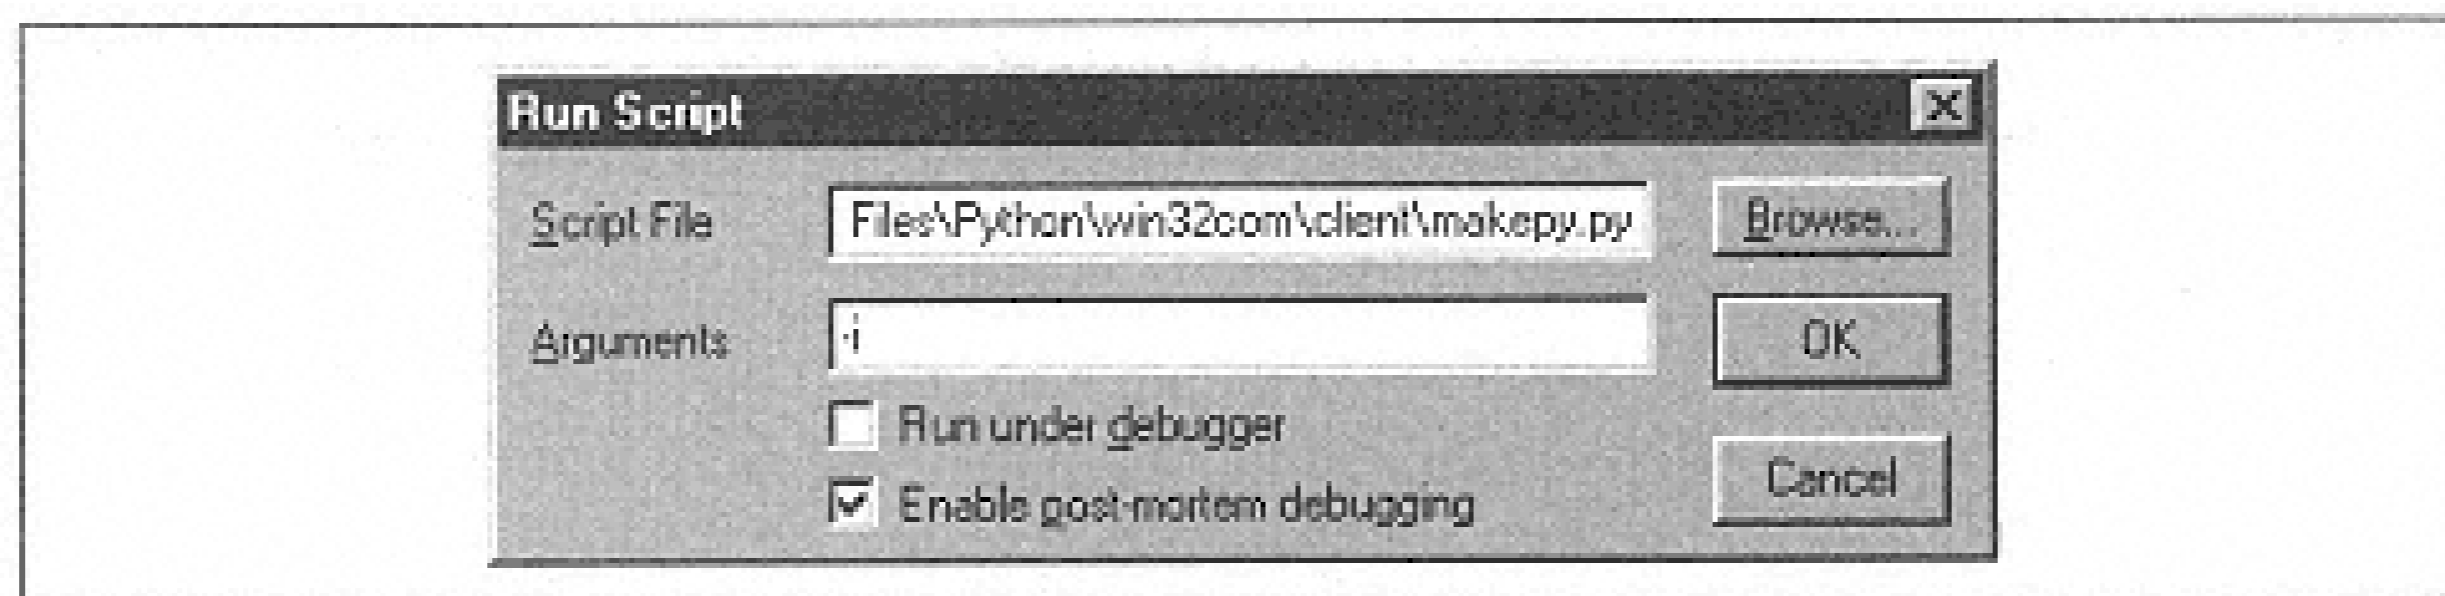 Run Script
Script File Files\Python\win32com\client\makepy.py Browse...
Arguments -i OK
Run under debugger
Enable post-mortem debugging Cancel